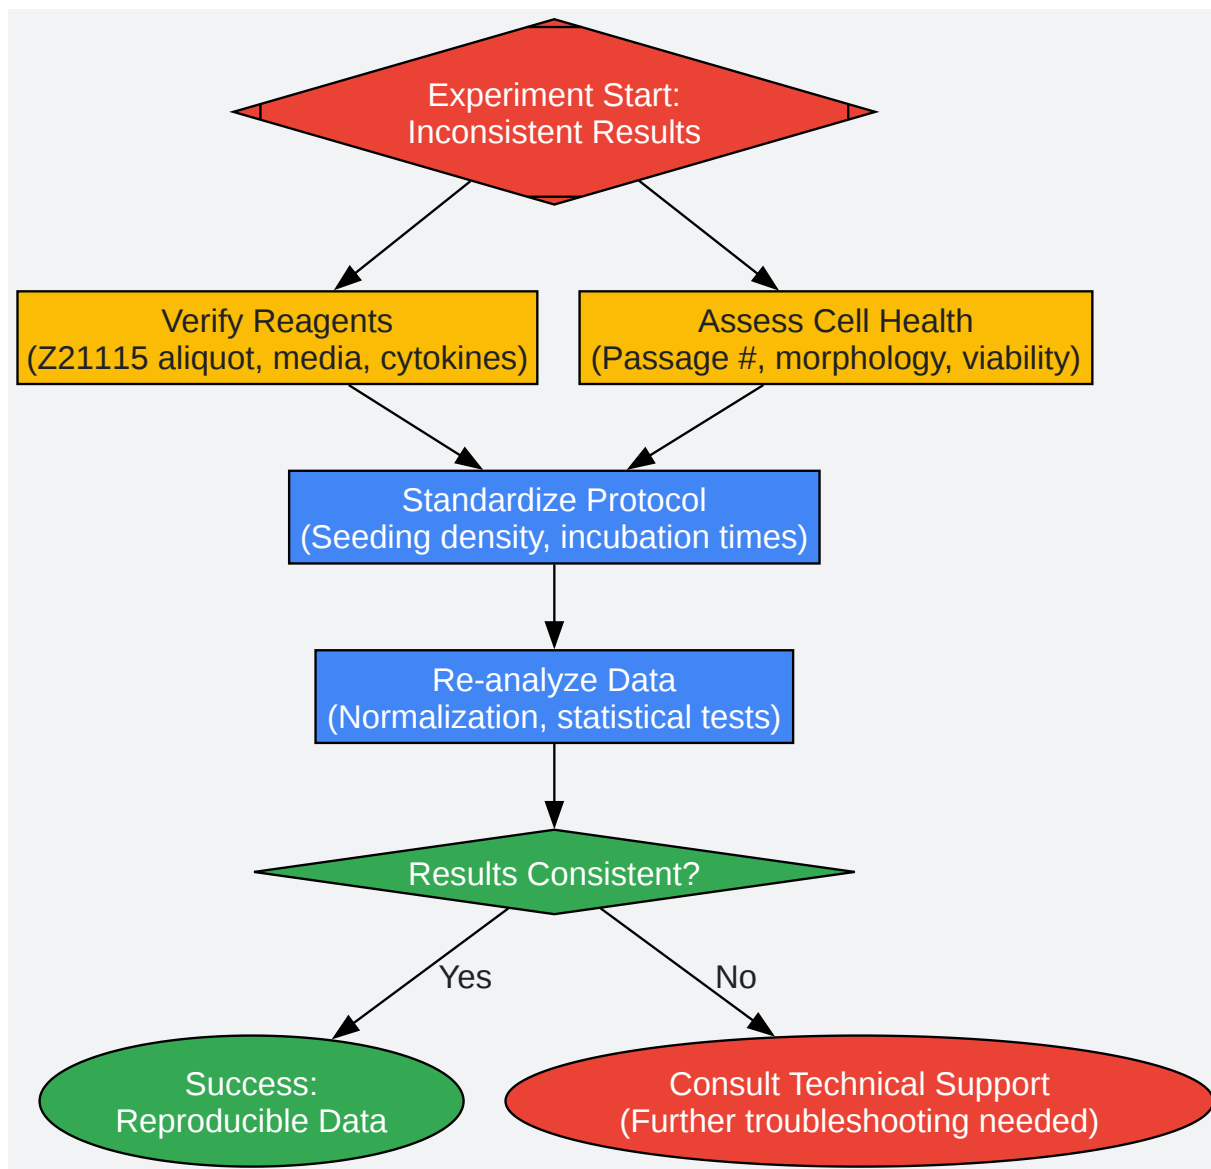 Experiment Start:
Inconsistent Results
Verify Reagents
(Z21115 aliquot, media, cytokines)
Assess Cell Health
(Passage #, morphology, viability)
Standardize Protocol
(Seeding density, incubation times)
Re-analyze Data
(Normalization, statistical tests)
Results Consistent?
Yes
No
Success:
Reproducible Data
Consult Technical Support
(Further troubleshooting needed)